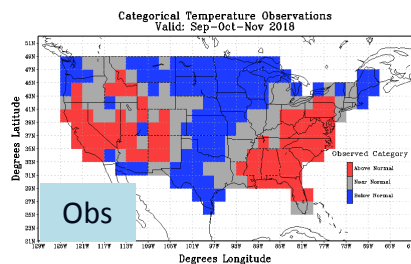 Categorical Temperature Observations
Valid: Sep-Oct-Nov 2018
Degrees Latitude
51N
49N
47N
45N
43N
41N
39N
37N
35N
33N
31N
29N
27N
25N
23N
21N
Observed Category
Above Normal
Near Normal
Below Normal
Obs
129W 125W 121W 117W 113W 109W 105W 101W 97W 93W 89W 85W 81W 77W 73W 69W 65W
Degrees Longitude